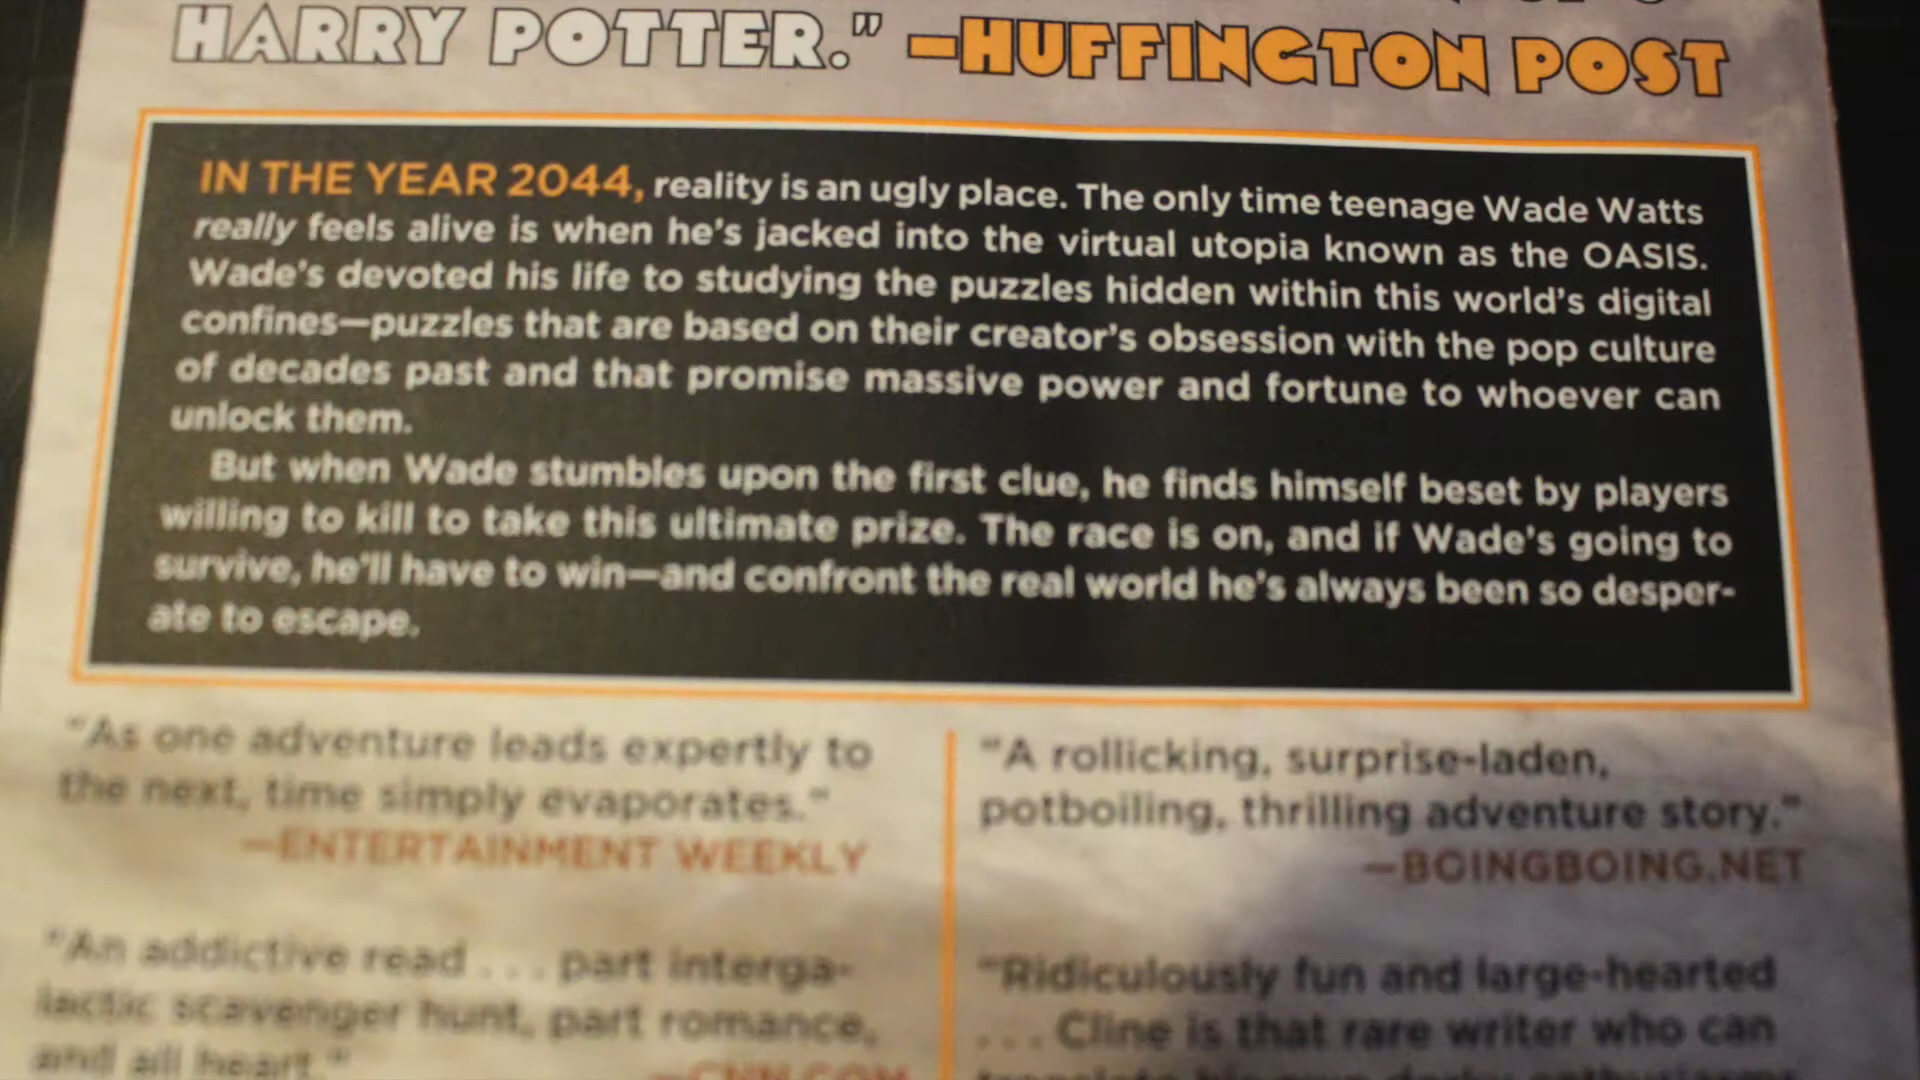 HARRY POTTER.” —HUFFINGTON POST
IN THE YEAR 2044, reality is an ugly place. The only time teenage Wade Watts
really feels alive is when he’s jacked into the virtual utopia known as the OASIS.
Wade’s devoted his life to studying the puzzles hidden within this world’s digital
confines—puzzles that are based on their creator’s obsession with the pop culture
of decades past and that promise massive power and fortune to whoever can
unlock them.
But when Wade stumbles upon the first clue, he finds himself beset by players
willing to kill to take this ultimate prize. The race is on, and if Wade’s going to
survive, he’ll have to win—and confront the real world he’s always been so desper-
ate to escape.
“As one adventure leads expertly to
the next, time simply evaporates.”
—ENTERTAINMENT WEEKLY
“An addictive read . . . part interga-
lactic scavenger hunt, part romance,
and all heart.”
—CNN.COM
“A rollicking, surprise-laden,
potboiling, thrilling adventure story.”
—BOINGBOING.NET
“Ridiculously fun and large-hearted
. . . Cline is that rare writer who can